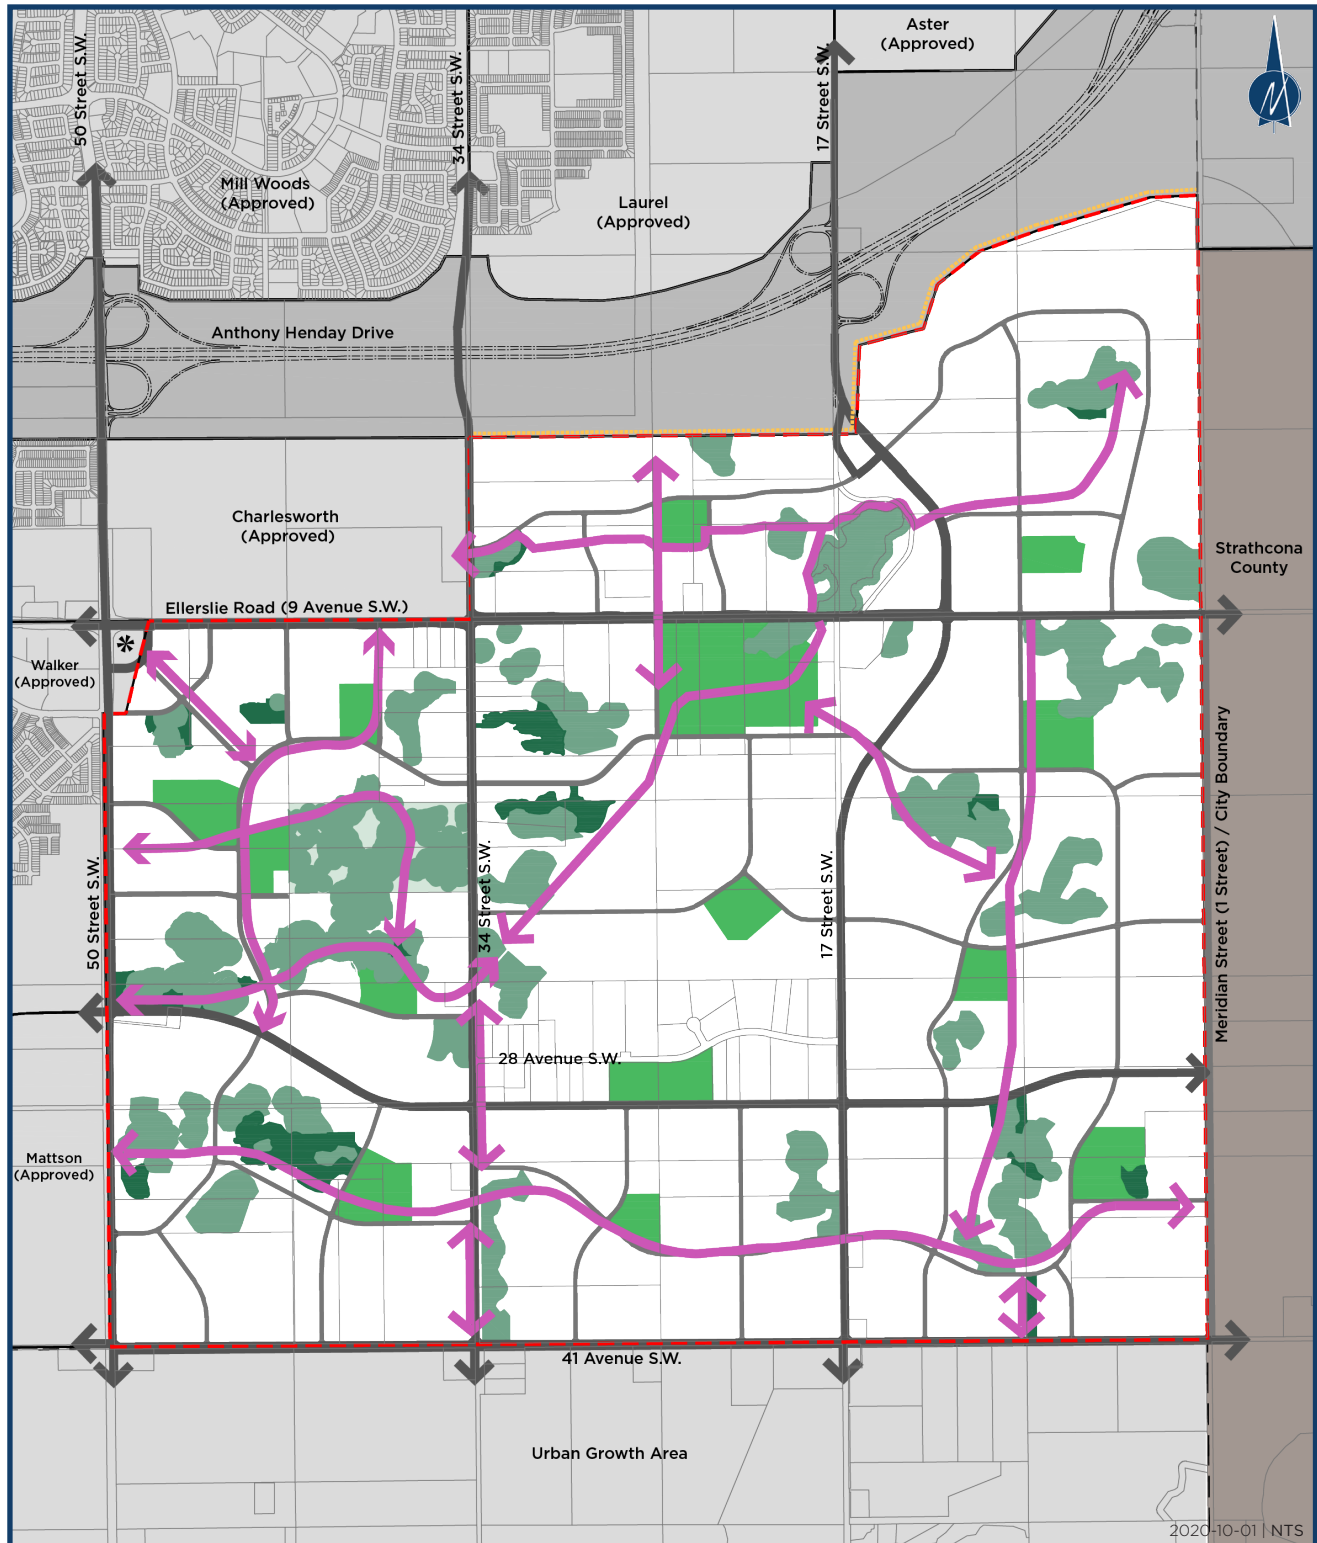 Aster
(Approved)
50 Street S.W.
34 Street S.W.
17 Street S.W.
Mill Woods
(Approved)
Laurel
(Approved)
Anthony Henday Drive
Charlesworth
(Approved)
Strathcona
County
Ellerslie Road (9 Avenue S.W.)
*
Walker
(Approved)
50 Street S.W.
34 Street S.W.
17 Street S.W.
Meridian Street (1 Street) / City Boundary
28 Avenue S.W.
Mattson
(Approved)
41 Avenue S.W.
Urban Growth Area
2020-10-01 | NTS